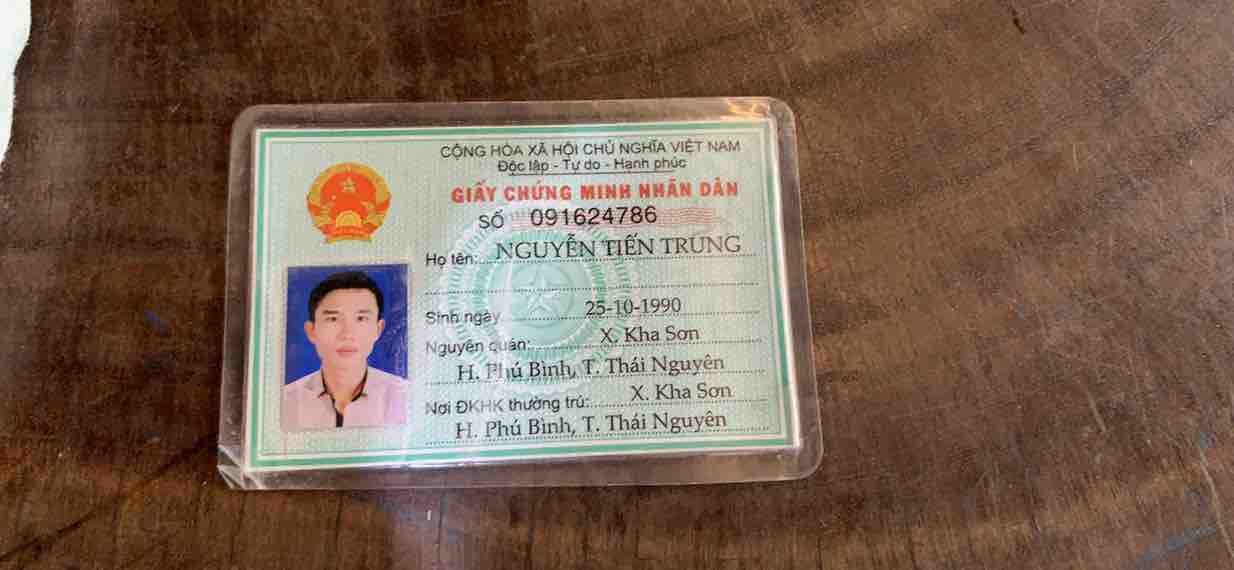 CỘNG HÒA XÃ HỘI CHỦ NGHĨA VIỆT NAM
Độc lập - Tự do - Hạnh phúc
GIẤY CHỨNG MINH NHÂN DÂN
SỐ 091624786
Họ tên: NGUYỄN TIẾN TRUNG
Sinh ngày 25-10-1990
Nguyên quán: X. Kha Sơn
H. Phú Bình, T. Thái Nguyên
Nơi ĐKHK thường trú: X. Kha Sơn
H. Phú Bình, T. Thái Nguyên